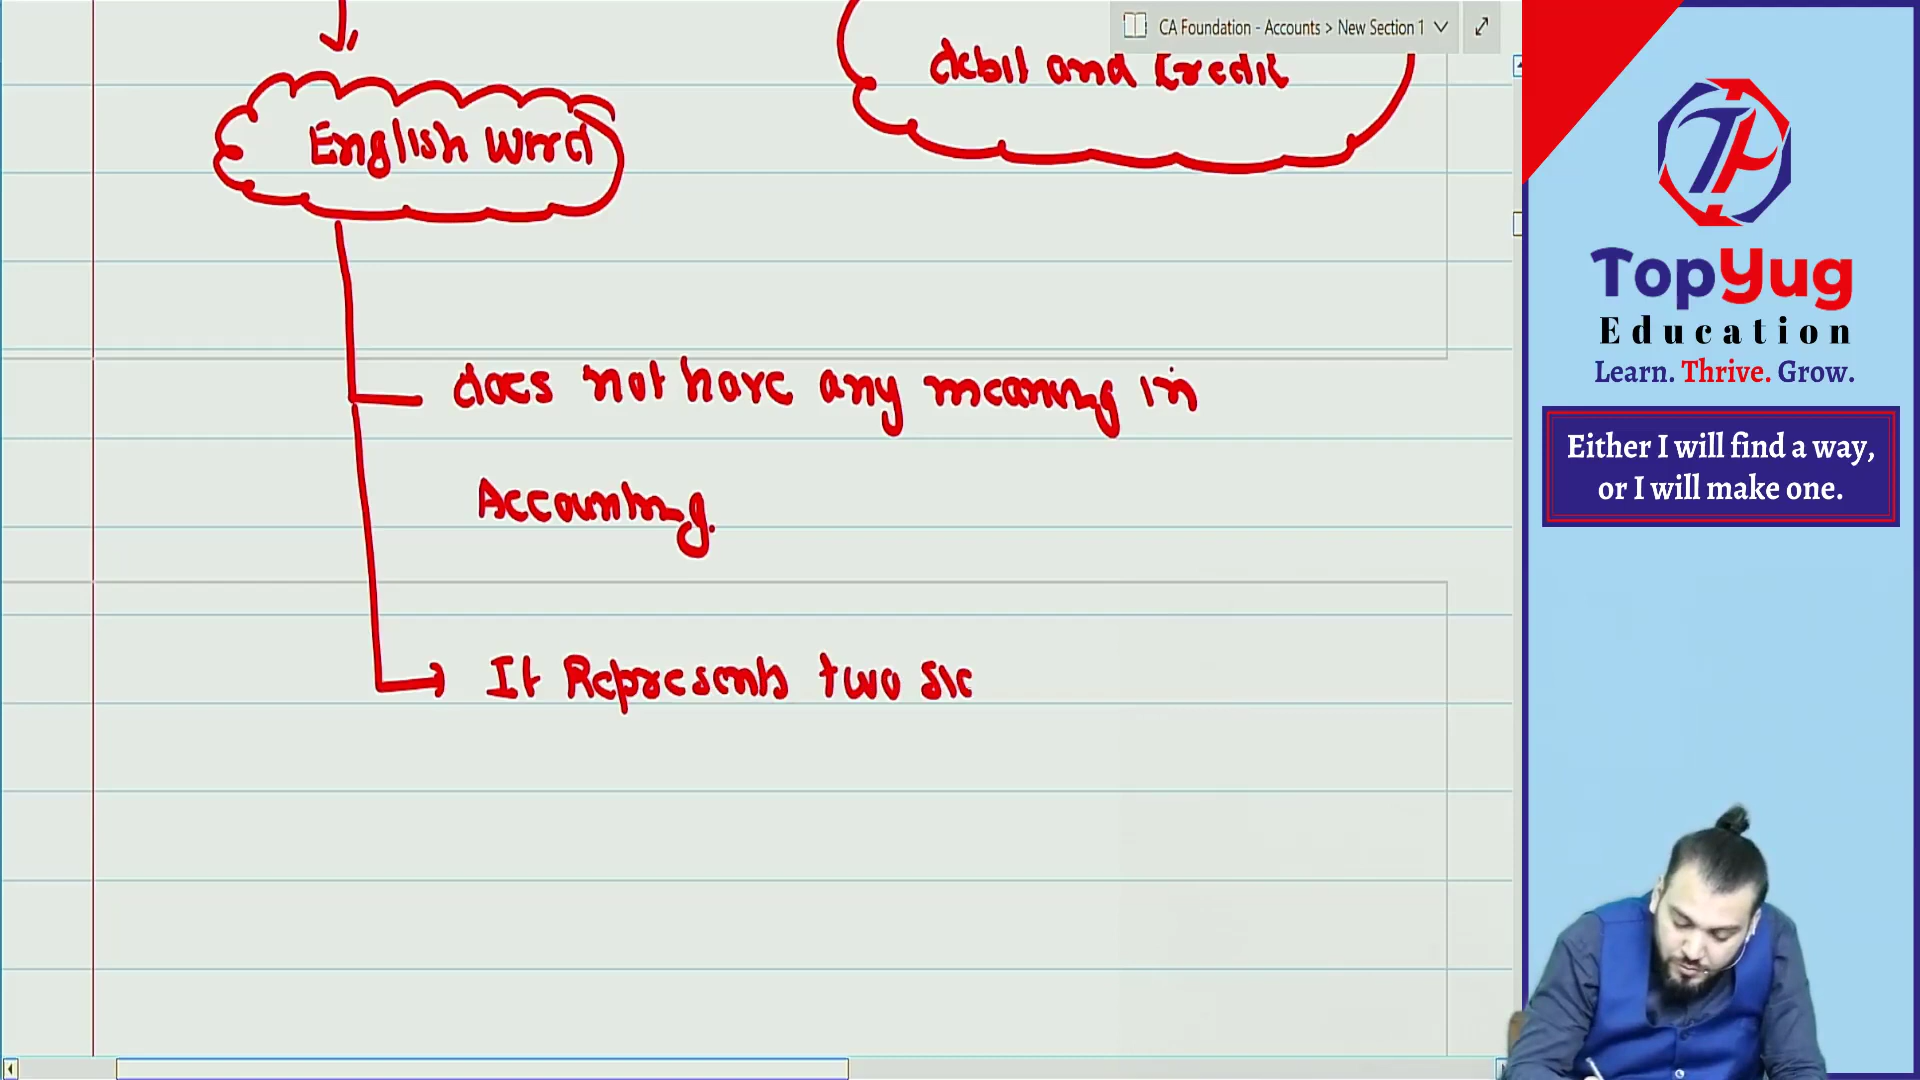 CA Foundation - Accounts > New Section 1
debit and Credit
English Word
does not have any meaning in
Accounting.
It Represents two sid
TopYug
Education
Learn. Thrive. Grow.
Either I will find a way,
or I will make one.